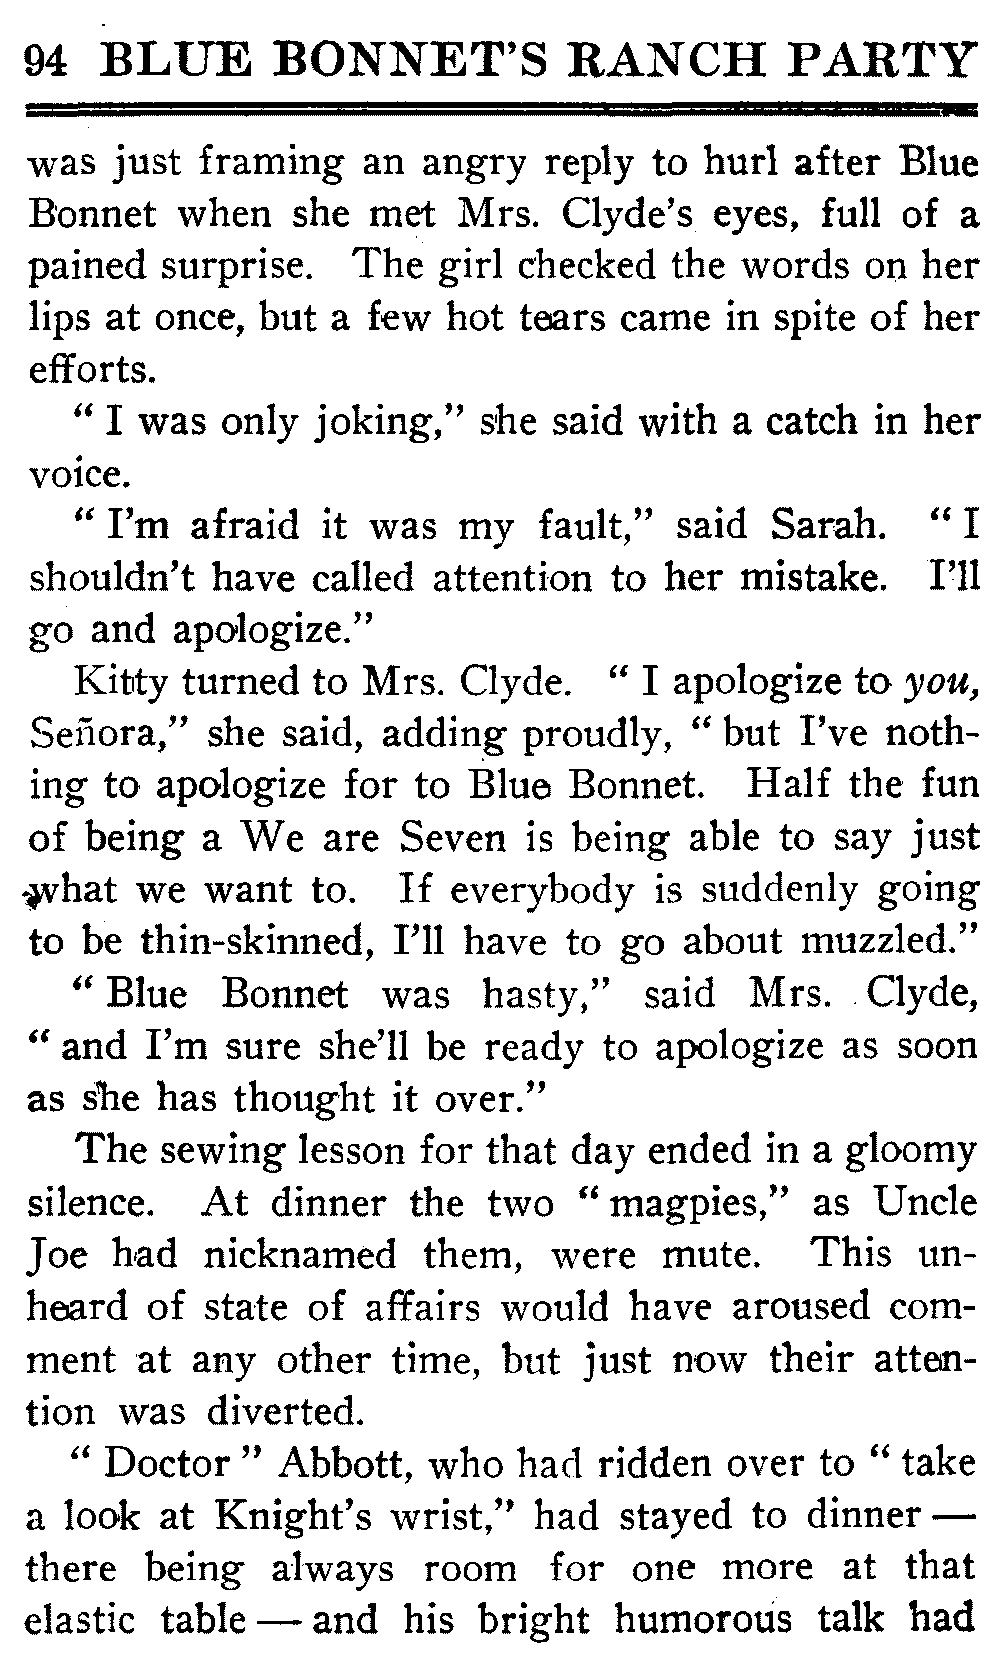 94 BLUE BONNET'S RANCH PARTY
was just framing an angry reply to hurl after Blue
Bonnet when she met Mrs. Clyde's eyes, full of a
pained surprise. The girl checked the words on her
lips at once, but a few hot tears came in spite of her
efforts.
" I was only joking," she said with a catch in her
voice.
" I'm afraid it was my fault," said Sarah. " I
shouldn't have called attention to her mistake. I'll
go and apologize."
Kitty turned to Mrs. Clyde. " I apologize to you,
Señora," she said, adding proudly, " but I've noth-
ing to apologize for to Blue Bonnet. Half the fun
of being a We are Seven is being able to say just
what we want to. If everybody is suddenly going
to be thin-skinned, I'll have to go about muzzled."
" Blue Bonnet was hasty," said Mrs. Clyde,
" and I'm sure she'll be ready to apologize as soon
as she has thought it over."
The sewing lesson for that day ended in a gloomy
silence. At dinner the two " magpies," as Uncle
Joe had nicknamed them, were mute. This un-
heard of state of affairs would have aroused com-
ment at any other time, but just now their atten-
tion was diverted.
" Doctor " Abbott, who had ridden over to " take
a look at Knight's wrist," had stayed to dinner —
there being always room for one more at that
elastic table — and his bright humorous talk had